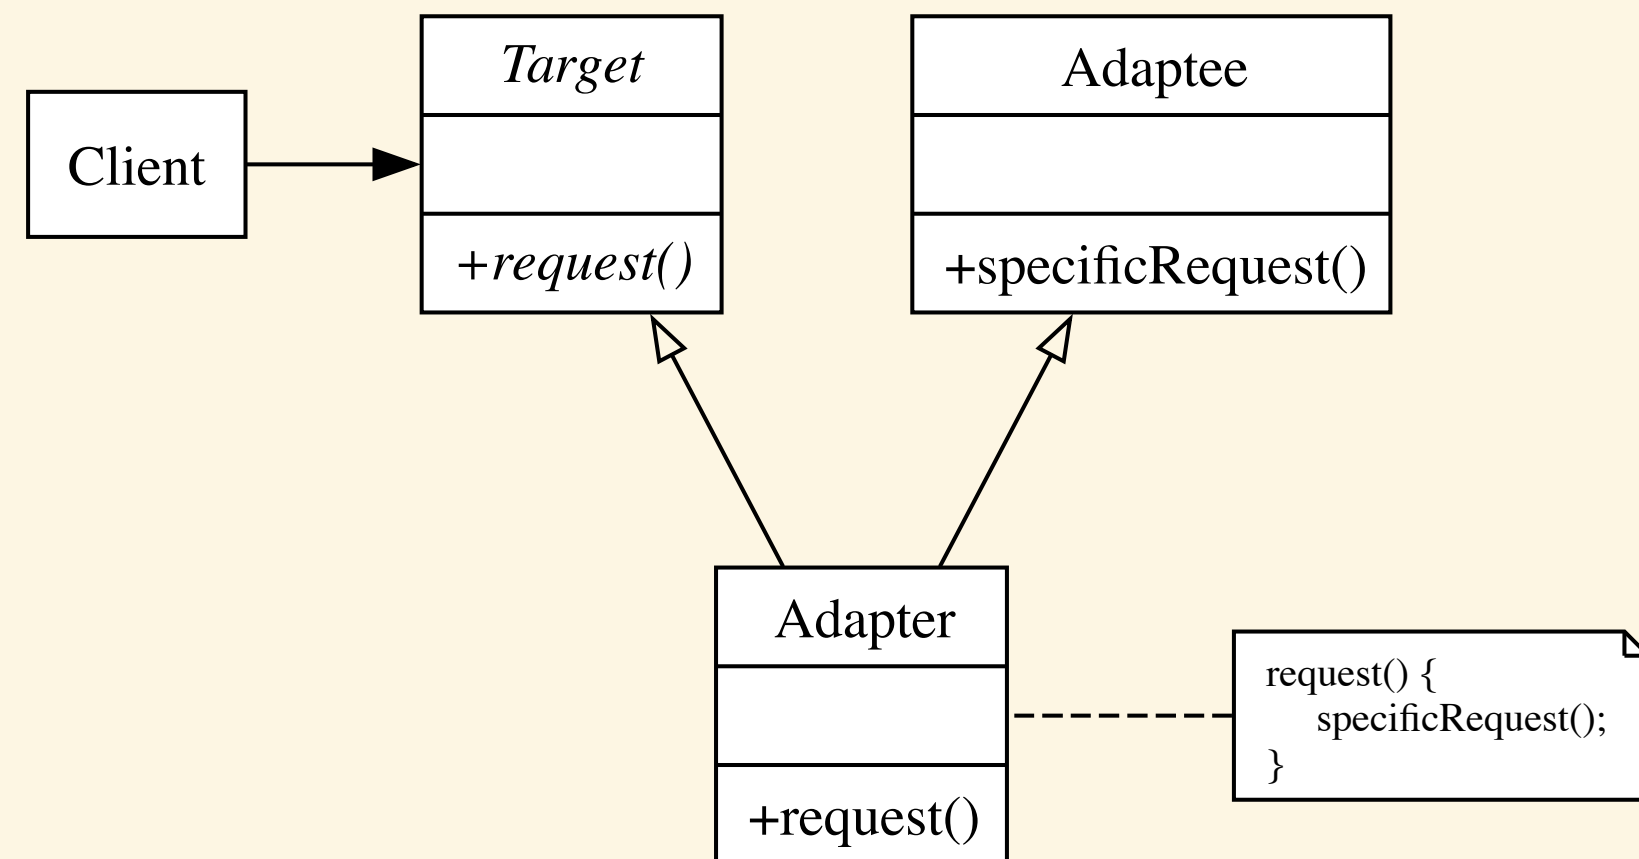 Client
Target
+request()
Adaptee
+specificRequest()
Adapter
+request()
request() {
specificRequest();
}